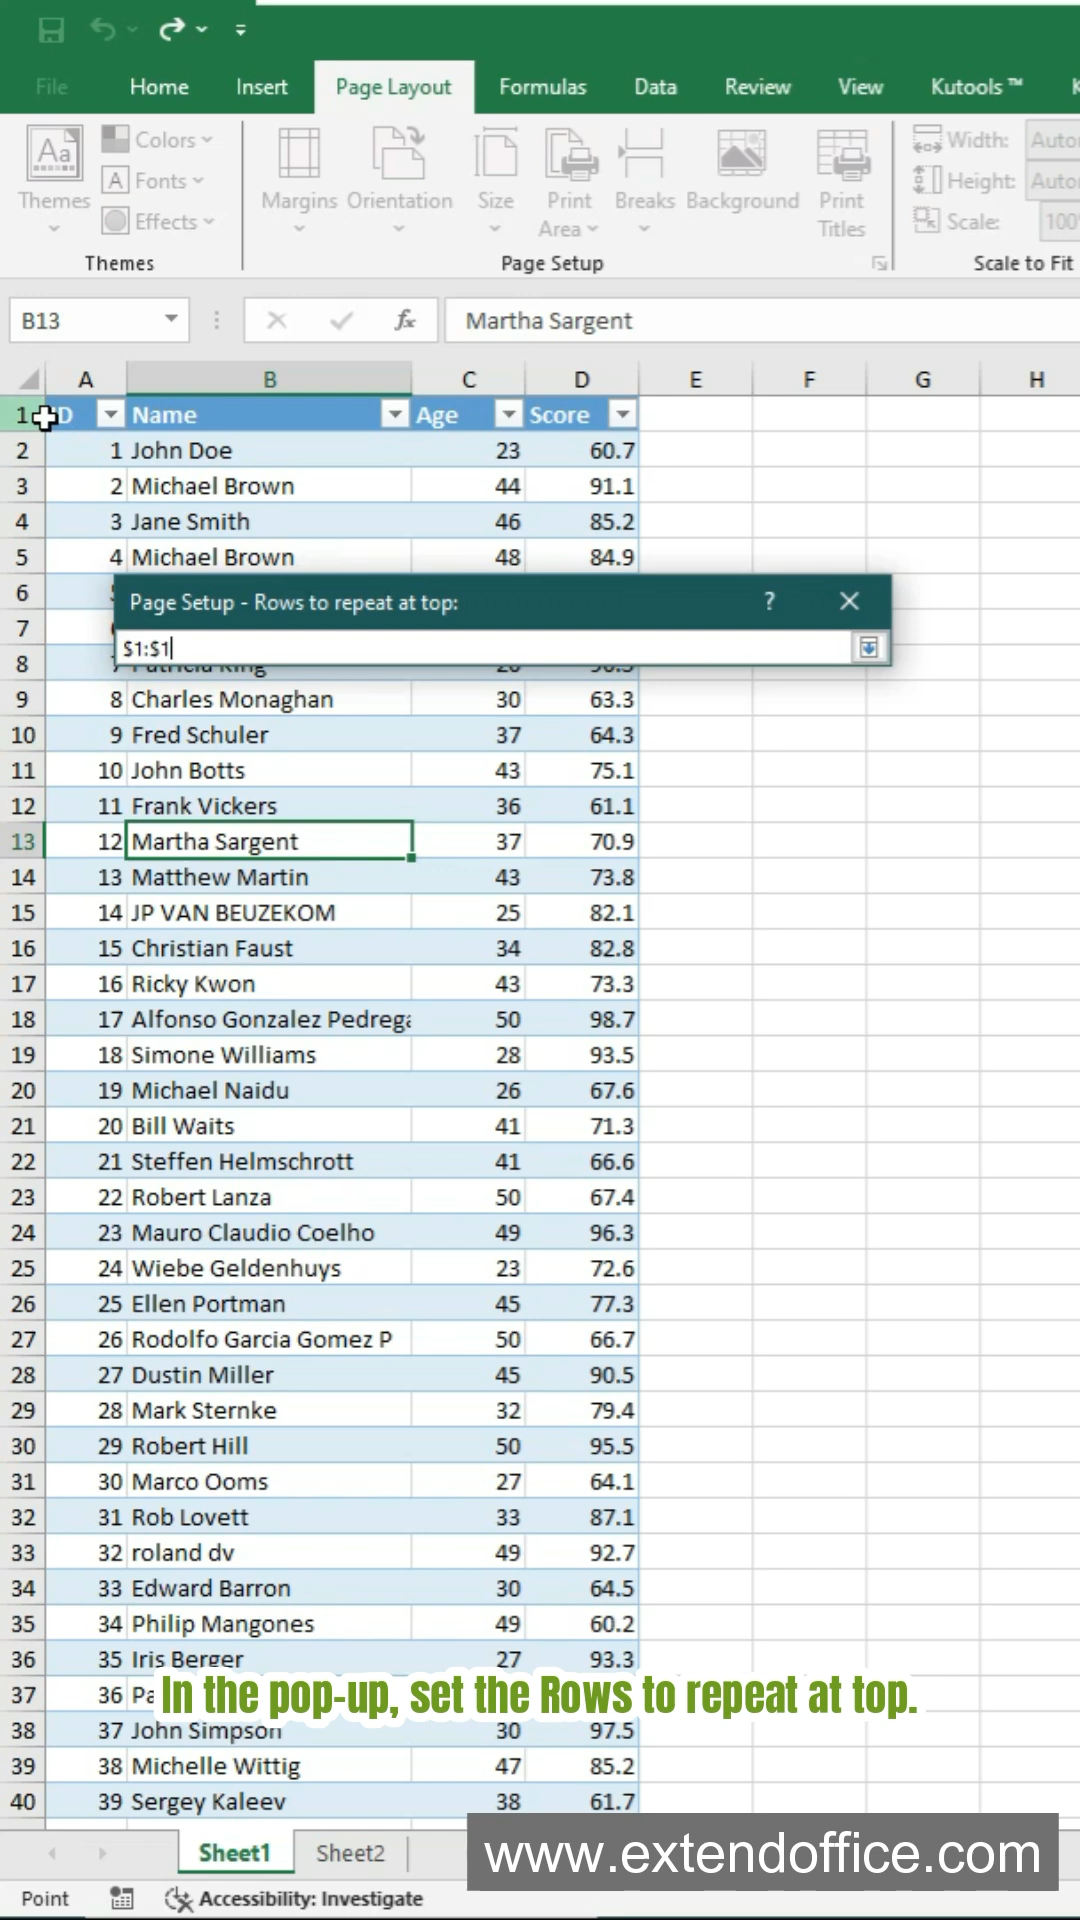 File Home Insert Page Layout Formulas Data Review View Kutools™
Themes Colors Fonts Effects Margins Orientation Size Print Area Breaks Background Print Titles Width: Auto Height: Auto Scale: 100%
Themes Page Setup Scale to Fit
B13 fx Martha Sargent
A B C D E F G H
1 ID Name Age Score
2 1 John Doe 23 60.7
3 2 Michael Brown 44 91.1
4 3 Jane Smith 46 85.2
5 4 Michael Brown 48 84.9
6
Page Setup - Rows to repeat at top: ?
7
$1:$1
8
9 8 Charles Monaghan 30 63.3
10 9 Fred Schuler 37 64.3
11 10 John Botts 43 75.1
12 11 Frank Vickers 36 61.1
13 12 Martha Sargent 37 70.9
14 13 Matthew Martin 43 73.8
15 14 JP VAN BEUZEKOM 25 82.1
16 15 Christian Faust 34 82.8
17 16 Ricky Kwon 43 73.3
18 17 Alfonso Gonzalez Pedrega 50 98.7
19 18 Simone Williams 28 93.5
20 19 Michael Naidu 26 67.6
21 20 Bill Waits 41 71.3
22 21 Steffen Helmschrott 41 66.6
23 22 Robert Lanza 50 67.4
24 23 Mauro Claudio Coelho 49 96.3
25 24 Wiebe Geldenhuys 23 72.6
26 25 Ellen Portman 45 77.3
27 26 Rodolfo Garcia Gomez P 50 66.7
28 27 Dustin Miller 45 90.5
29 28 Mark Sternke 32 79.4
30 29 Robert Hill 50 95.5
31 30 Marco Ooms 27 64.1
32 31 Rob Lovett 33 87.1
33 32 roland dv 49 92.7
34 33 Edward Barron 30 64.5
35 34 Philip Mangones 49 60.2
36 35 Iris Berger 27 93.3
37 36 Pa
In the pop-up, set the Rows to repeat at top.
38 37 John Simpson 30 97.5
39 38 Michelle Wittig 47 85.2
40 39 Sergey Kaleev 38 61.7
Sheet1 Sheet2
www.extendoffice.com
Point Accessibility: Investigate